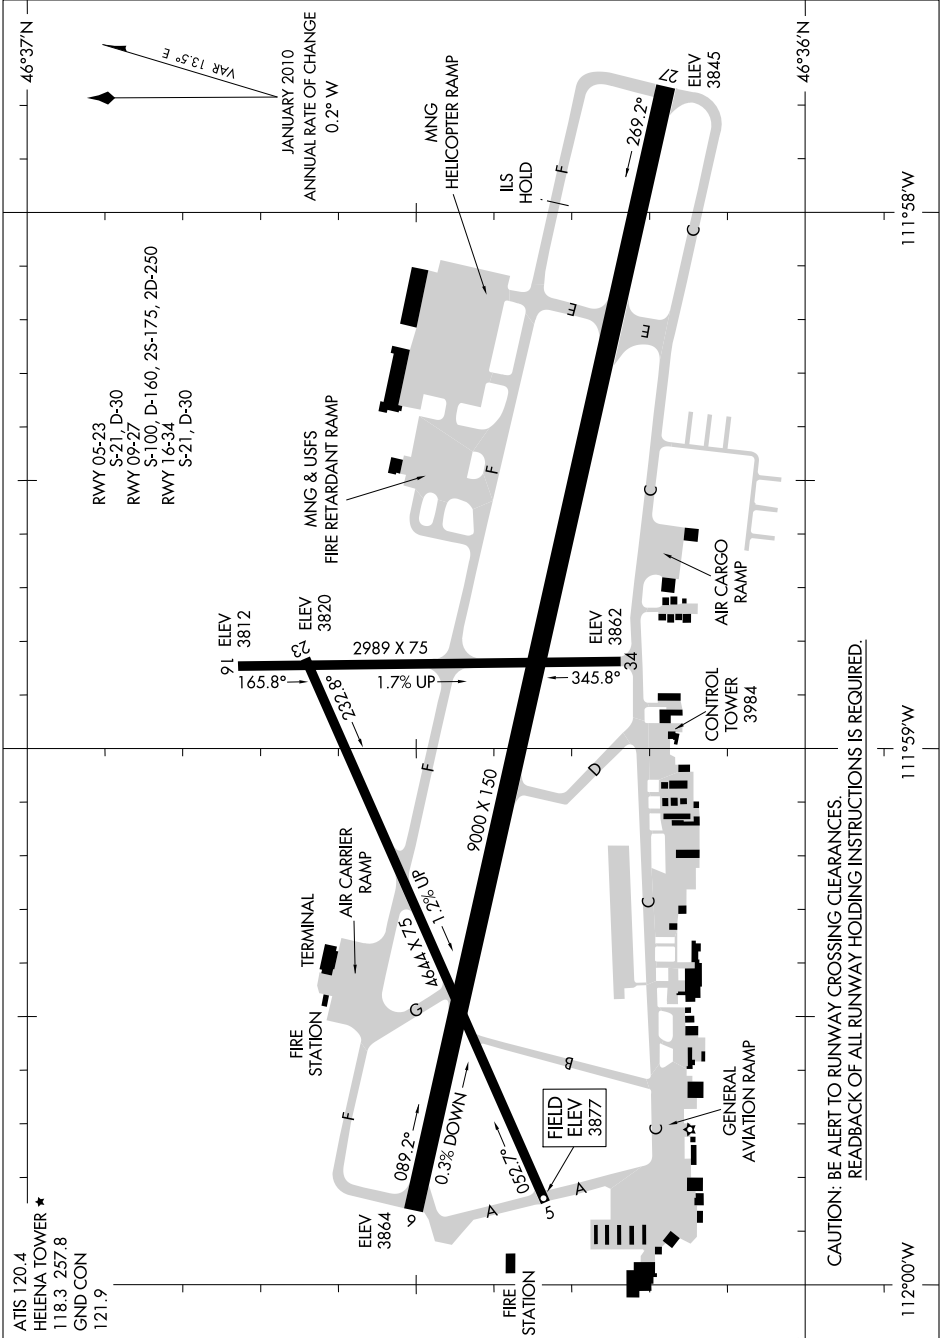 46°37'N
VAR 13.5° E
JANUARY 2010
ANNUAL RATE OF CHANGE
0.2° W
46°36'N
27
ELEV
3845
269.2°
MNG
HELICOPTER RAMP
ILS
HOLD
F
C
111°58'W
RWY 05-23
S-21, D-30
RWY 09-27
S-100, D-160, 2S-175, 2D-250
RWY 16-34
S-21, D-30
E
E
MNG & USFS
FIRE RETARDANT RAMP
F
C
AIR CARGO
RAMP
16
ELEV
3812
23
ELEV
3820
2989 X 75
165.8°
1.7% UP
345.8°
ELEV
3862
34
232.8°
CONTROL
TOWER
3984
111°59'W
F
D
9000 X 150
AIR CARRIER
RAMP
TERMINAL
1.2% UP
4644 X 75
C
FIRE
STATION
G
B
F
089.2°
0.3% DOWN
052.7°
FIELD
ELEV
3877
C
GENERAL
AVIATION RAMP
9
ELEV
3864
A
A
5
FIRE
STATION
112°00'W
ATIS 120.4
HELENA TOWER ★
118.3 257.8
GND CON
121.9
CAUTION: BE ALERT TO RUNWAY CROSSING CLEARANCES.
READBACK OF ALL RUNWAY HOLDING INSTRUCTIONS IS REQUIRED.